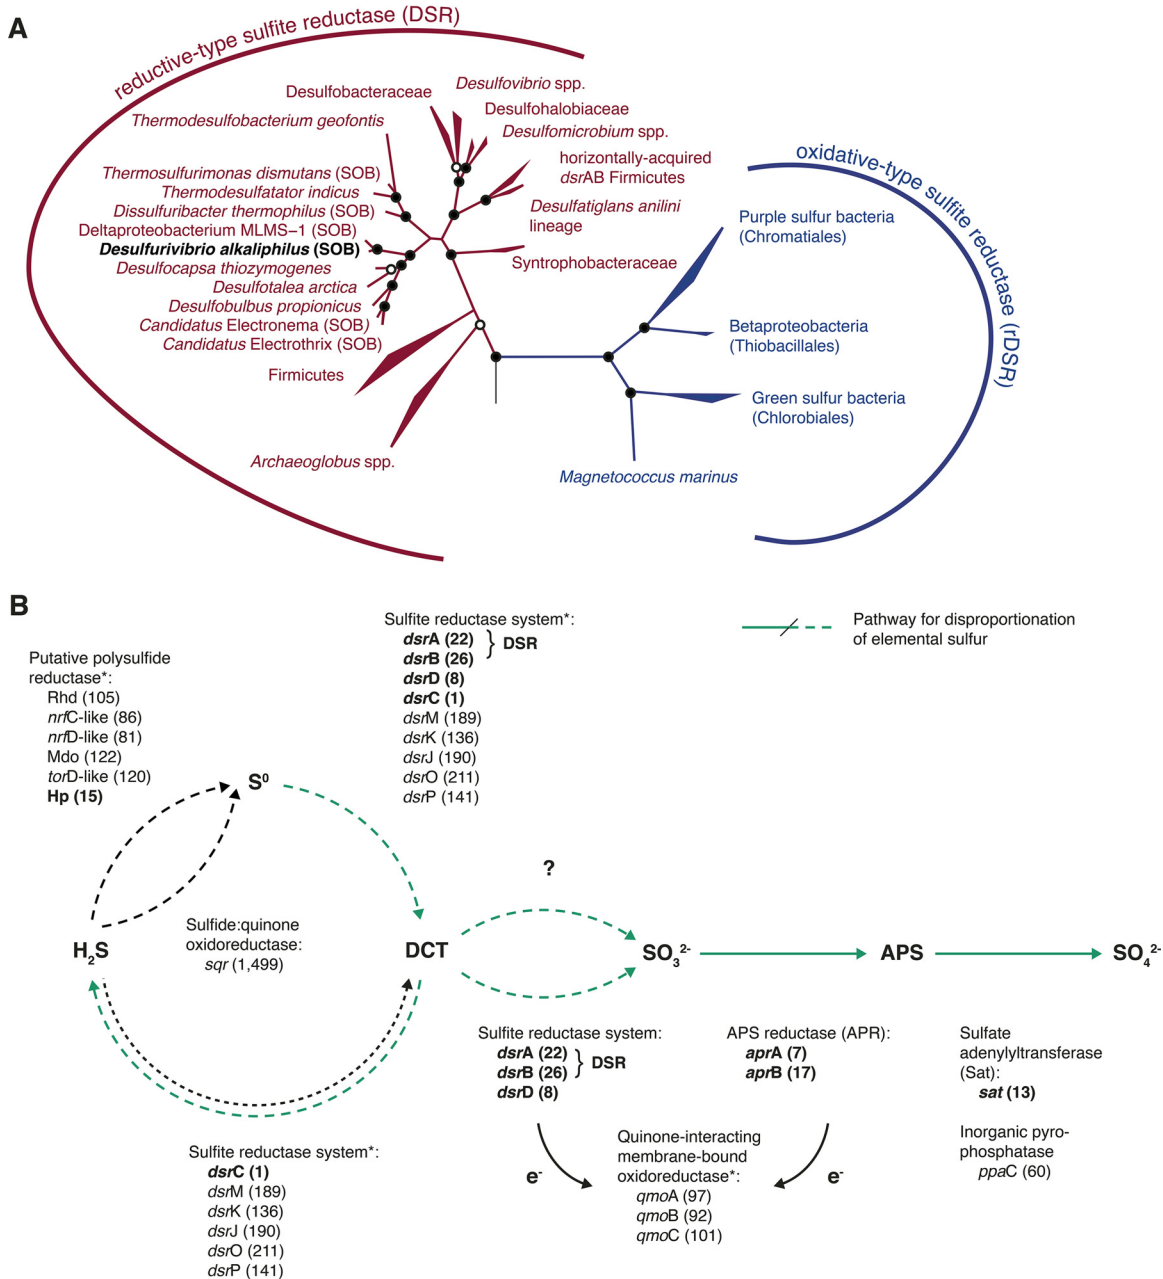 A
reductive-type sulfite reductase (DSR)
Desulfobacteraceae
Desulfovibrio spp.
Desulfohalobiaceae
Desulfomicrobium spp.
Thermodesulfobacterium geofontis
horizontally-acquired
dsrAB Firmicutes
Thermosulfurimonas dismutans (SOB)
Thermodesulfatator indicus
Dissulfuribacter thermophilus (SOB)
Deltaproteobacterium MLMS–1 (SOB)
Desulfurivibrio alkaliphilus (SOB)
Desulfocapsa thiozymogenes
Desulfotalea arctica
Desulfobulbus propionicus
Candidatus Electronema (SOB)
Candidatus Electrothrix (SOB)
Desulfatiglans anilini
lineage
Syntrophobacteraceae
Firmicutes
Archaeoglobus spp.
oxidative-type sulfite reductase (rDSR)
Purple sulfur bacteria
(Chromatiales)
Betaproteobacteria
(Thiobacillales)
Green sulfur bacteria
(Chlorobiales)
Magnetococcus marinus
B
Pathway for disproportionation
of elemental sulfur
Putative polysulfide
reductase*:
Rhd (105)
nrfC-like (86)
nrfD-like (81)
Mdo (122)
torD-like (120)
Hp (15)
Sulfite reductase system*:
dsrA (22)
dsrB (26)
} DSR
dsrD (8)
dsrC (1)
dsrM (189)
dsrK (136)
dsrJ (190)
dsrO (211)
dsrP (141)
S⁰
?
Sulfide:quinone
oxidoreductase:
sqr (1,499)
H₂S
DCT
SO₃²⁻
APS
SO₄²⁻
Sulfite reductase system:
dsrA (22)
dsrB (26)
} DSR
dsrD (8)
APS reductase (APR):
aprA (7)
aprB (17)
Sulfate
adenylyltransferase
(Sat):
sat (13)
Inorganic pyro-
phosphatase
ppaC (60)
Quinone-interacting
membrane-bound
oxidoreductase*:
qmoA (97)
qmoB (92)
qmoC (101)
e⁻
e⁻
Sulfite reductase system*:
dsrC (1)
dsrM (189)
dsrK (136)
dsrJ (190)
dsrO (211)
dsrP (141)